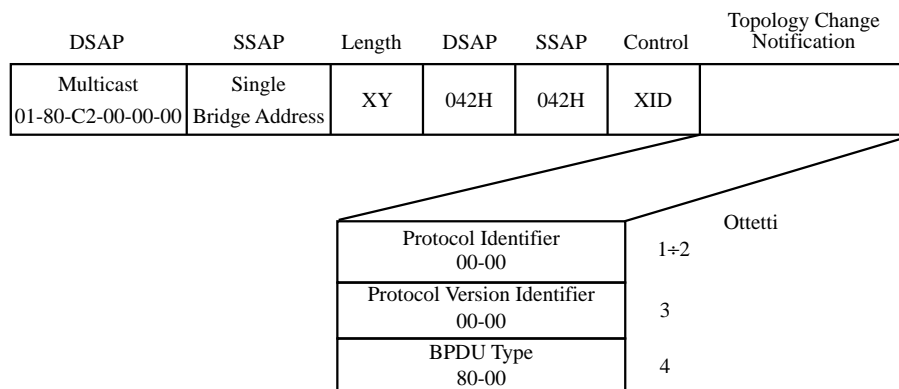 Topology Change
DSAP SSAP Length DSAP SSAP Control Notification
Multicast Single
01-80-C2-00-00-00 Bridge Address XY 042H 042H XID
Ottetti
Protocol Identifier
00-00
1÷2
Protocol Version Identifier
00-00
3
BPDU Type
80-00
4